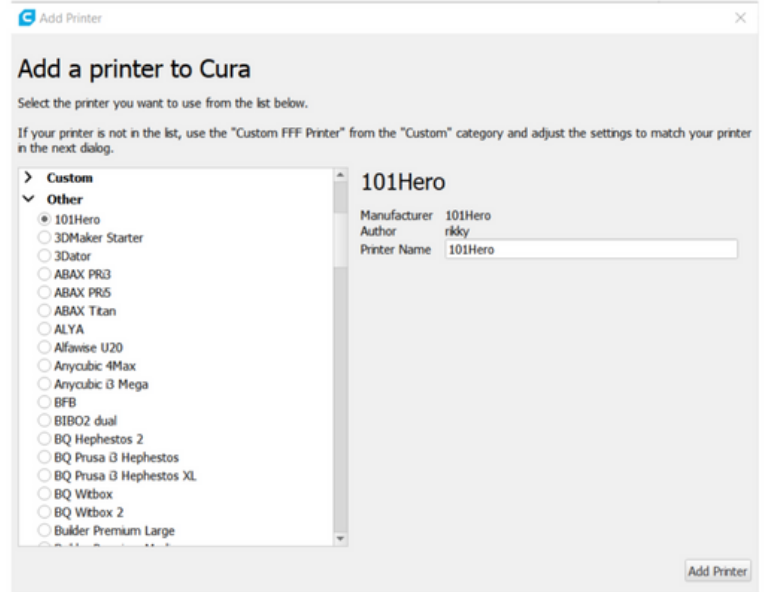 Add Printer
Add a printer to Cura
Select the printer you want to use from the list below.
If your printer is not in the list, use the "Custom FFF Printer" from the "Custom" category and adjust the settings to match your printer
in the next dialog.
Custom
Other
101Hero
3DMaker Starter
3Dator
ABAX PRi3
ABAX PRi5
ABAX Titan
ALYA
Alfawise U20
Anycubic 4Max
Anycubic i3 Mega
BFB
BIBO2 dual
BQ Hephestos 2
BQ Prusa i3 Hephestos
BQ Prusa i3 Hephestos XL
BQ Witbox
BQ Witbox 2
Builder Premium Large
101Hero
Manufacturer 101Hero
Author rikky
Printer Name 101Hero
Add Printer